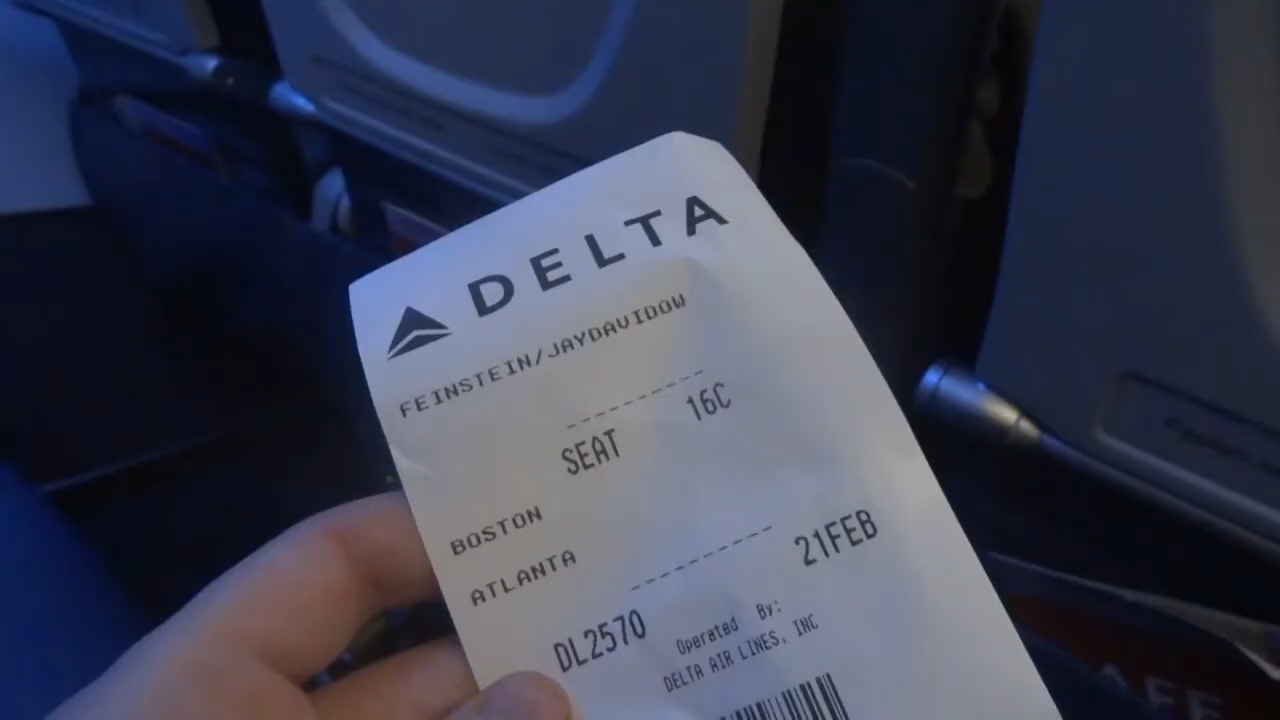 DELTA
FEINSTEIN/JAYDAVIDOW
SEAT 16C
BOSTON
ATLANTA
21FEB
DL2570
Operated By:
DELTA AIR LINES, INC